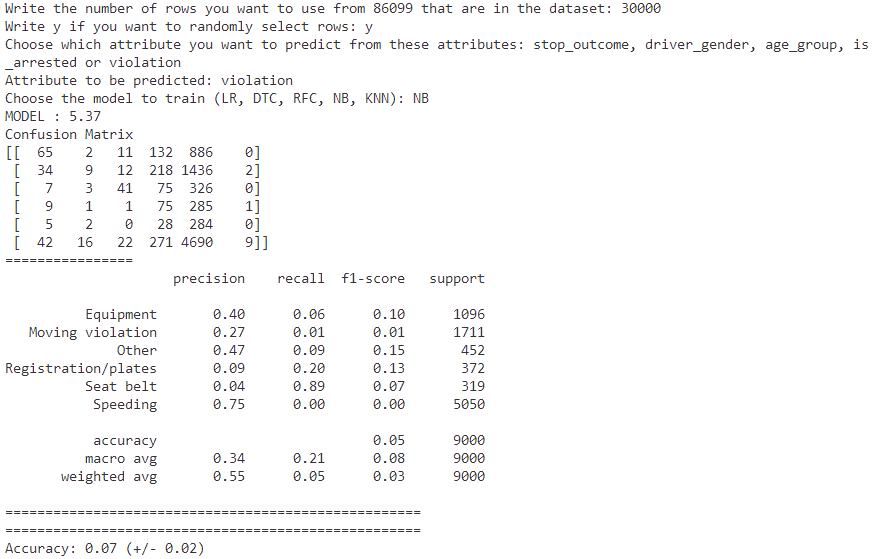 Write the number of rows you want to use from 86099 that are in the dataset: 30000
Write y if you want to randomly select rows: y
Choose which attribute you want to predict from these attributes: stop_outcome, driver_gender, age_group, is
_arrested or violation
Attribute to be predicted: violation
Choose the model to train (LR, DTC, RFC, NB, KNN): NB
MODEL : 5.37
Confusion Matrix
[[  65    2   11  132  886    0]
 [  34    9   12  218 1436    2]
 [   7    3   41   75  326    0]
 [   9    1    1   75  285    1]
 [   5    2    0   28  284    0]
 [  42   16   22  271 4690    9]]
================
                     precision    recall  f1-score   support

          Equipment       0.40      0.06      0.10      1096
   Moving violation       0.27      0.01      0.01      1711
              Other       0.47      0.09      0.15       452
Registration/plates       0.09      0.20      0.13       372
          Seat belt       0.04      0.89      0.07       319
           Speeding       0.75      0.00      0.00      5050

           accuracy                           0.05      9000
          macro avg       0.34      0.21      0.08      9000
       weighted avg       0.55      0.05      0.03      9000

====================================================
====================================================
Accuracy: 0.07 (+/- 0.02)